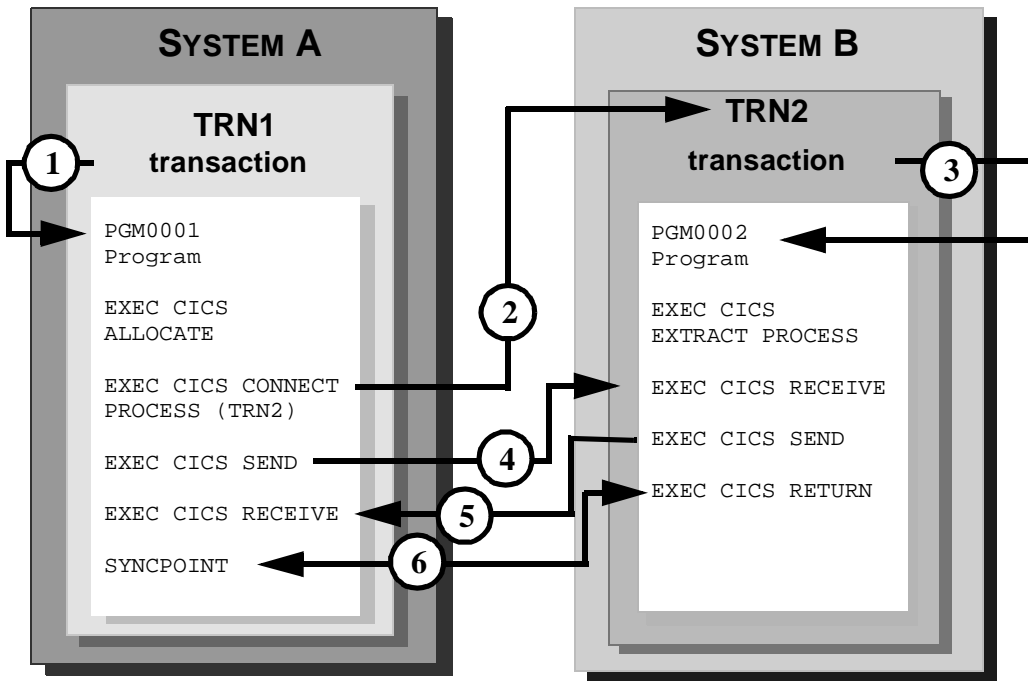 SYSTEM A
TRN1
transaction
1
PGM0001
Program
EXEC CICS
ALLOCATE
EXEC CICS CONNECT
PROCESS (TRN2)
EXEC CICS SEND
EXEC CICS RECEIVE
SYNCPOINT
2
4
5
6
SYSTEM B
TRN2
transaction
3
PGM0002
Program
EXEC CICS
EXTRACT PROCESS
EXEC CICS RECEIVE
EXEC CICS SEND
EXEC CICS RETURN